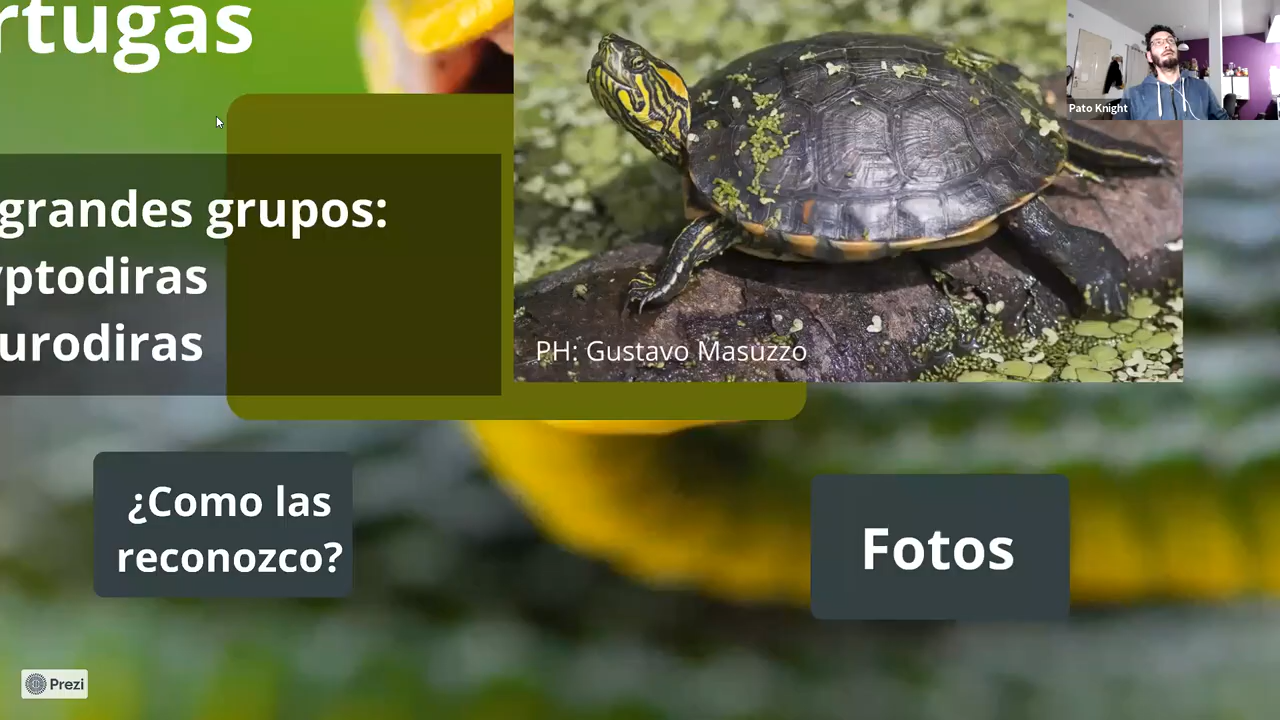 rtugas
Pato Knight
grandes grupos:
yptodiras
urodiras
PH: Gustavo Masuzzo
¿Como las
reconozco?
Fotos
Prezi